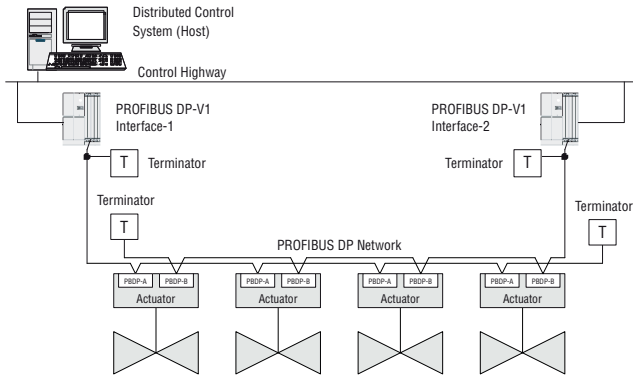 Distributed Control
System (Host)
Control Highway
PROFIBUS DP-V1
Interface-1
PROFIBUS DP-V1
Interface-2
T
Terminator
Terminator
T
Terminator
T
Terminator
T
PROFIBUS DP Network
PBDP-A PBDP-B
Actuator
PBDP-A PBDP-B
Actuator
PBDP-A PBDP-B
Actuator
PBDP-A PBDP-B
Actuator